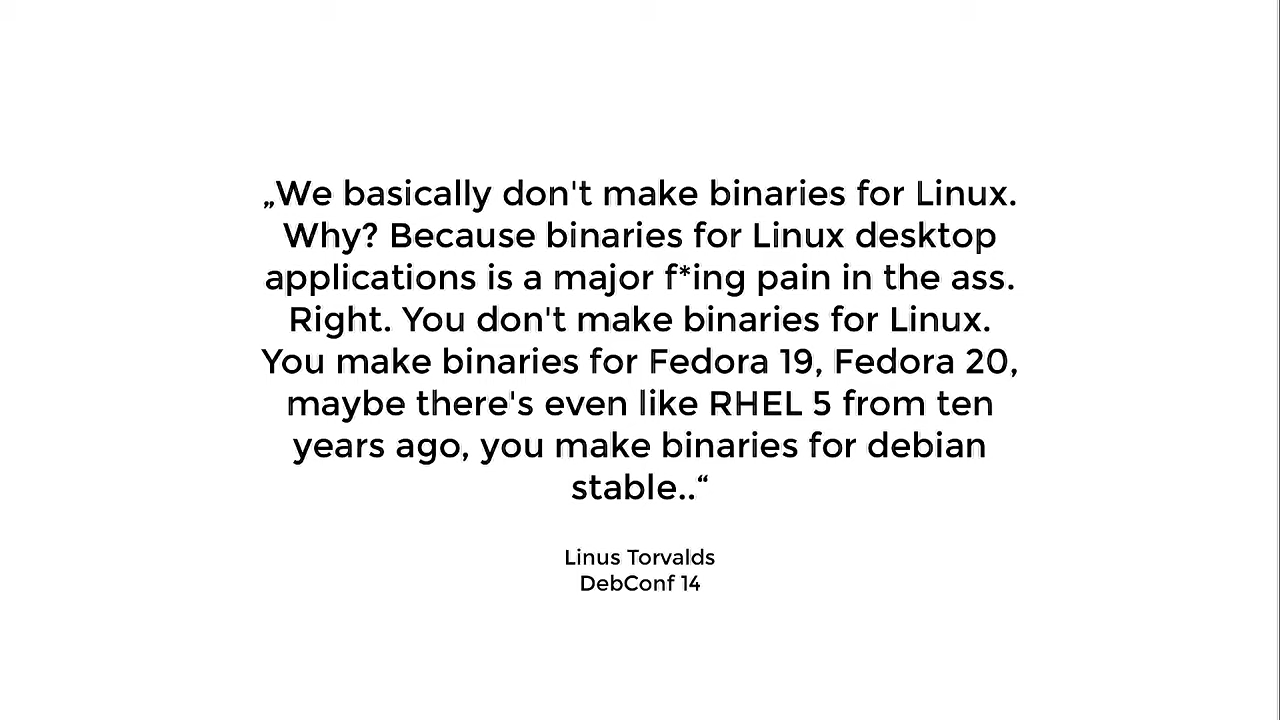 „We basically don't make binaries for Linux.
Why? Because binaries for Linux desktop
applications is a major f*ing pain in the ass.
Right. You don't make binaries for Linux.
You make binaries for Fedora 19, Fedora 20,
maybe there's even like RHEL 5 from ten
years ago, you make binaries for debian
stable..“
Linus Torvalds
DebConf 14